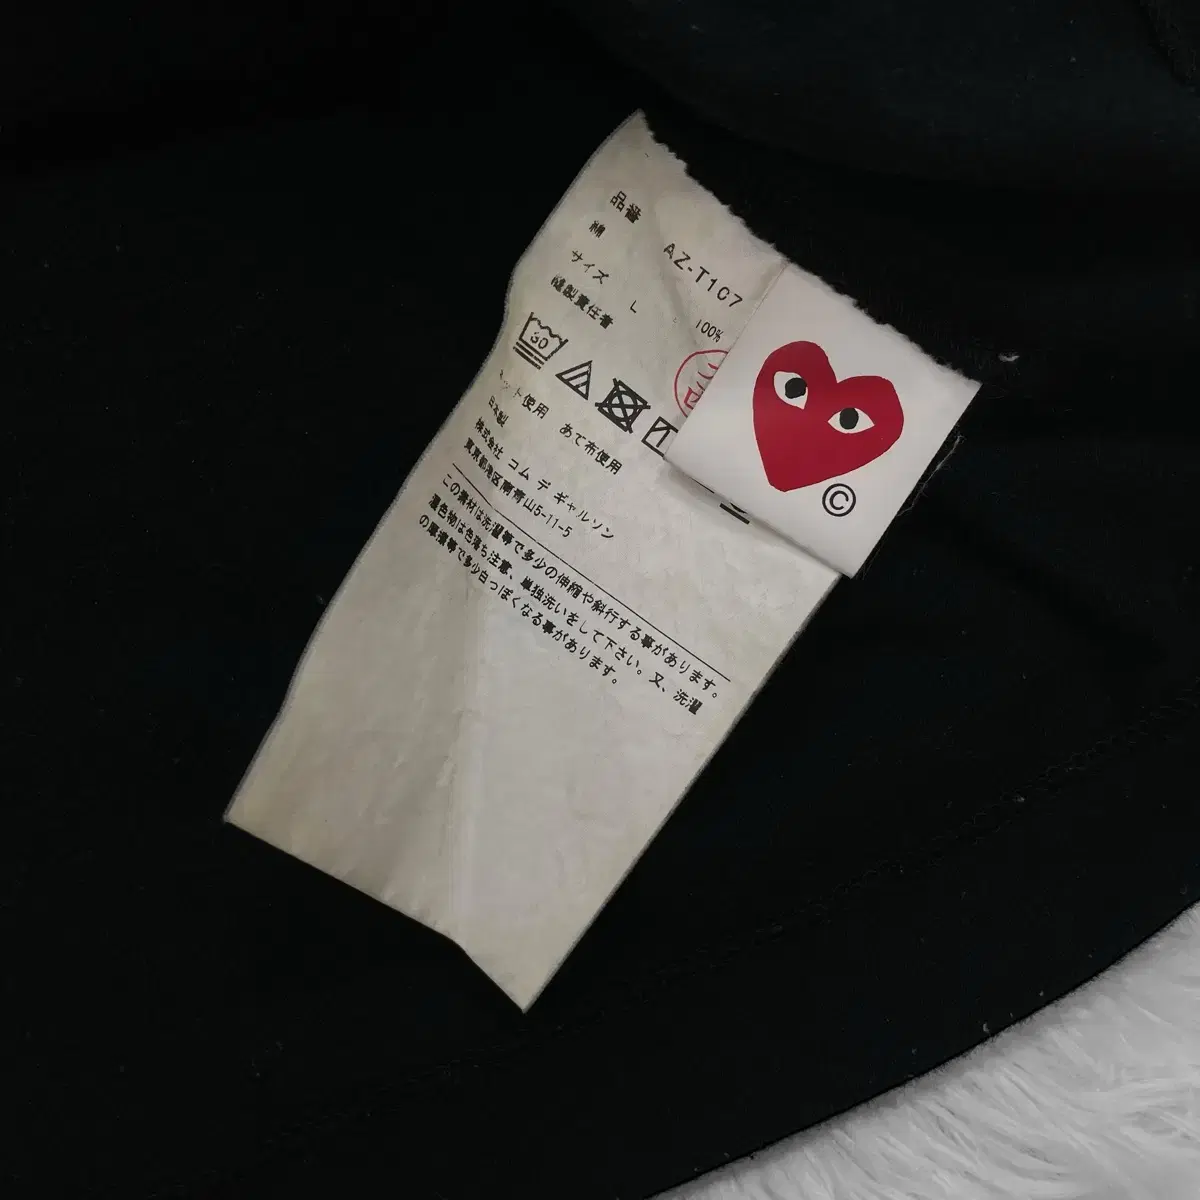 品番 AZ-T107
綿 100%
サイズ L
縫製責任者
30
ネット使用 あて布使用
日本製
株式会社 コム デ ギャルソン
東京都港区南青山5-11-5
この素材は洗濯等で多少の伸縮や斜行する事があります。
濃色物は色落ち注意、単独洗いをして下さい。又、洗濯
の摩擦等で多少白っぽくなる事があります。
©